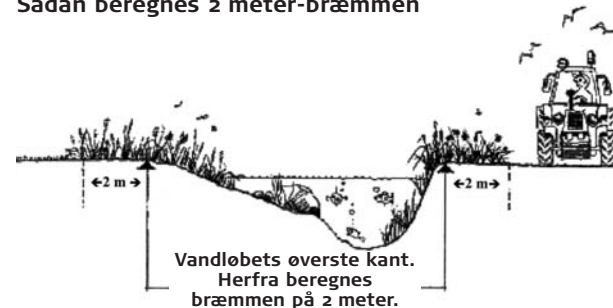 Sådan beregnes 2 meter-bræmmen
←2 m→
←2 m→
Vandløbets øverste kant.
Herfra beregnes
bræmmen på 2 meter.